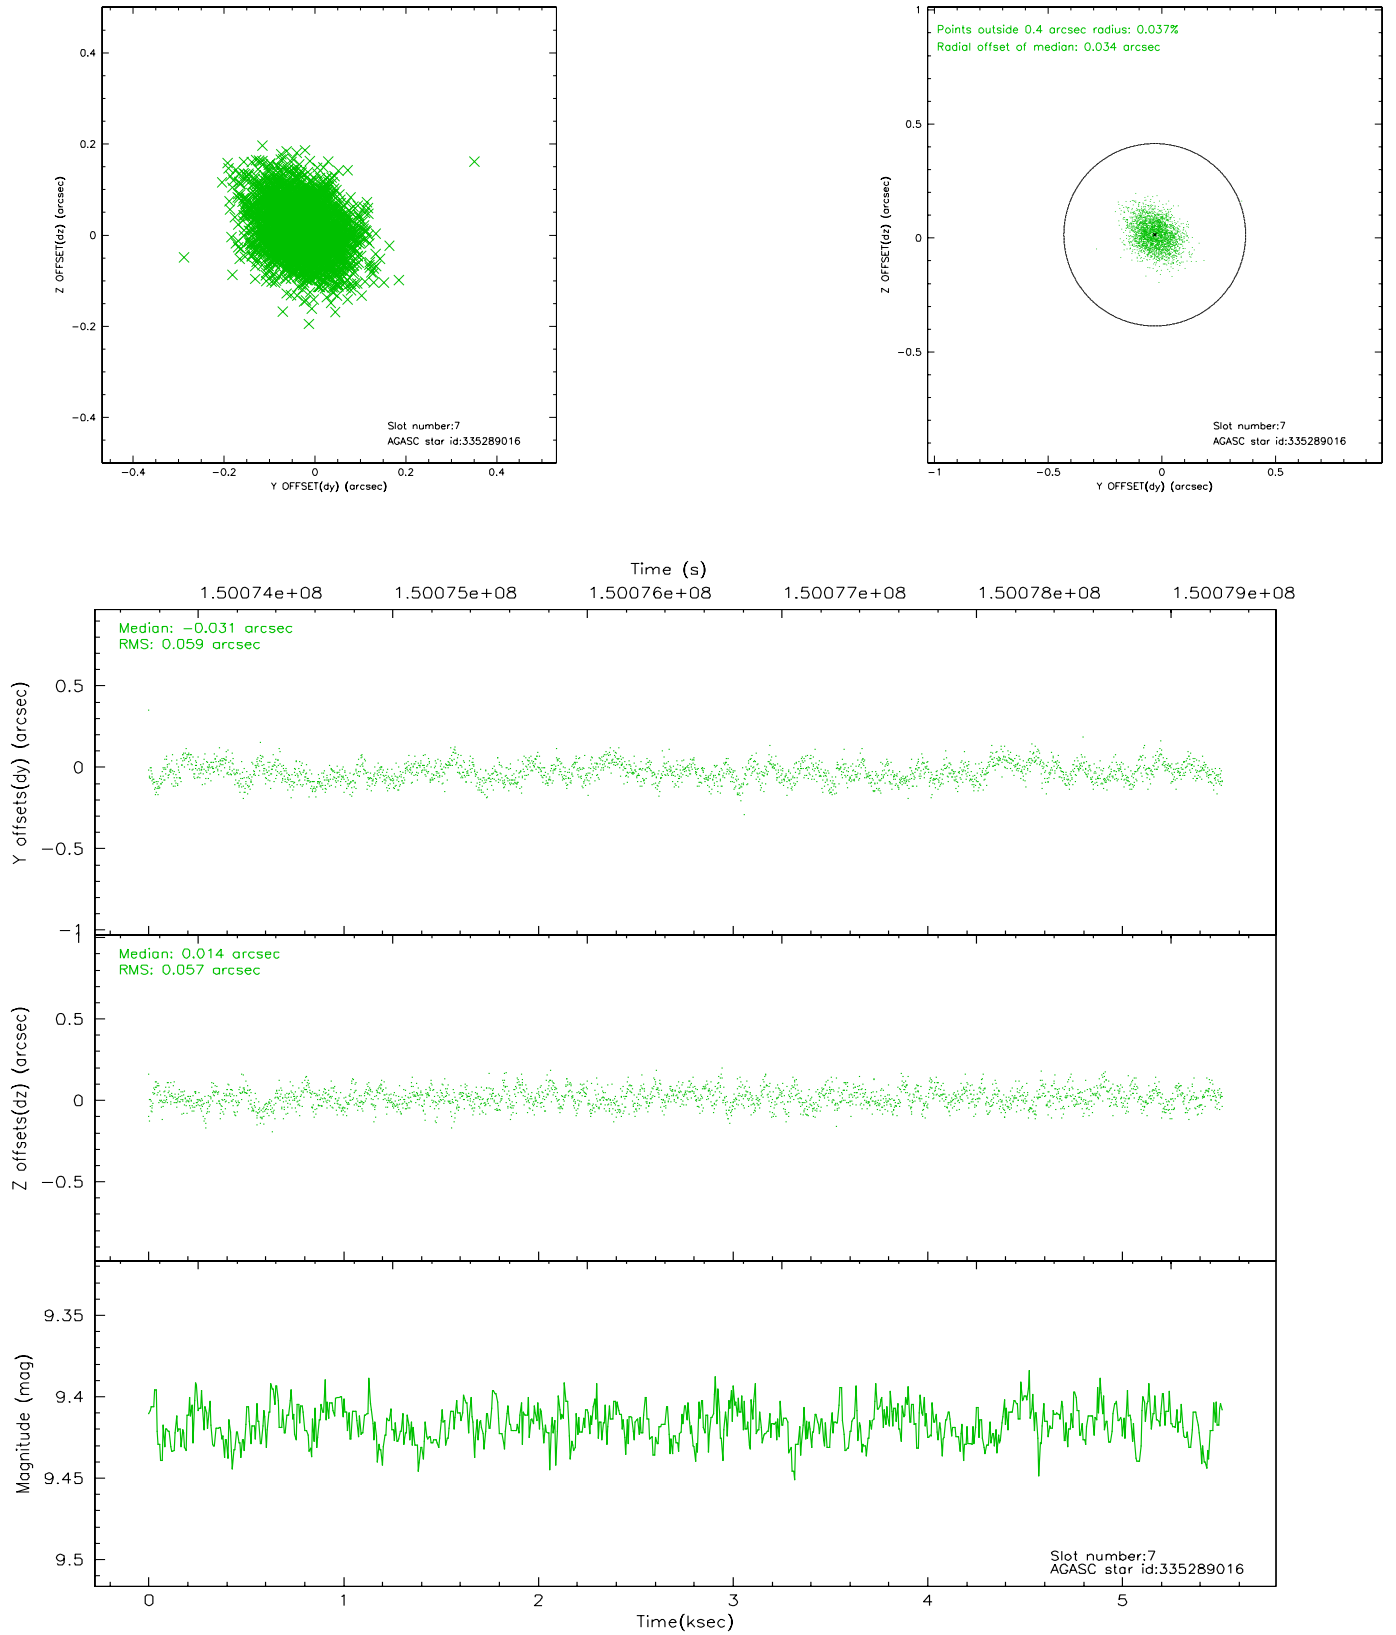 0.4
0.2
0
−0.2
−0.4
Z OFFSET(dz) (arcsec)
Slot number:7
AGASC star id:335289016
−0.4
−0.2
0
0.2
0.4
Y OFFSET(dy) (arcsec)
Points outside 0.4 arcsec radius: 0.037%
Radial offset of median: 0.034 arcsec
1
0.5
0
−0.5
Z OFFSET(dz) (arcsec)
Slot number:7
AGASC star id:335289016
−1
−0.5
0
0.5
Y OFFSET(dy) (arcsec)
Time (s)
1.50074e+08
1.50075e+08
1.50076e+08
1.50077e+08
1.50078e+08
1.50079e+08
Median: −0.031 arcsec
RMS: 0.059 arcsec
0.5
0
−0.5
−1
Y offsets(dy) (arcsec)
Median: 0.014 arcsec
RMS: 0.057 arcsec
1
0.5
0
−0.5
Z offsets(dz) (arcsec)
9.35
9.4
9.45
9.5
Magnitude (mag)
Slot number:7
AGASC star id:335289016
0
1
2
3
4
5
Time(ksec)